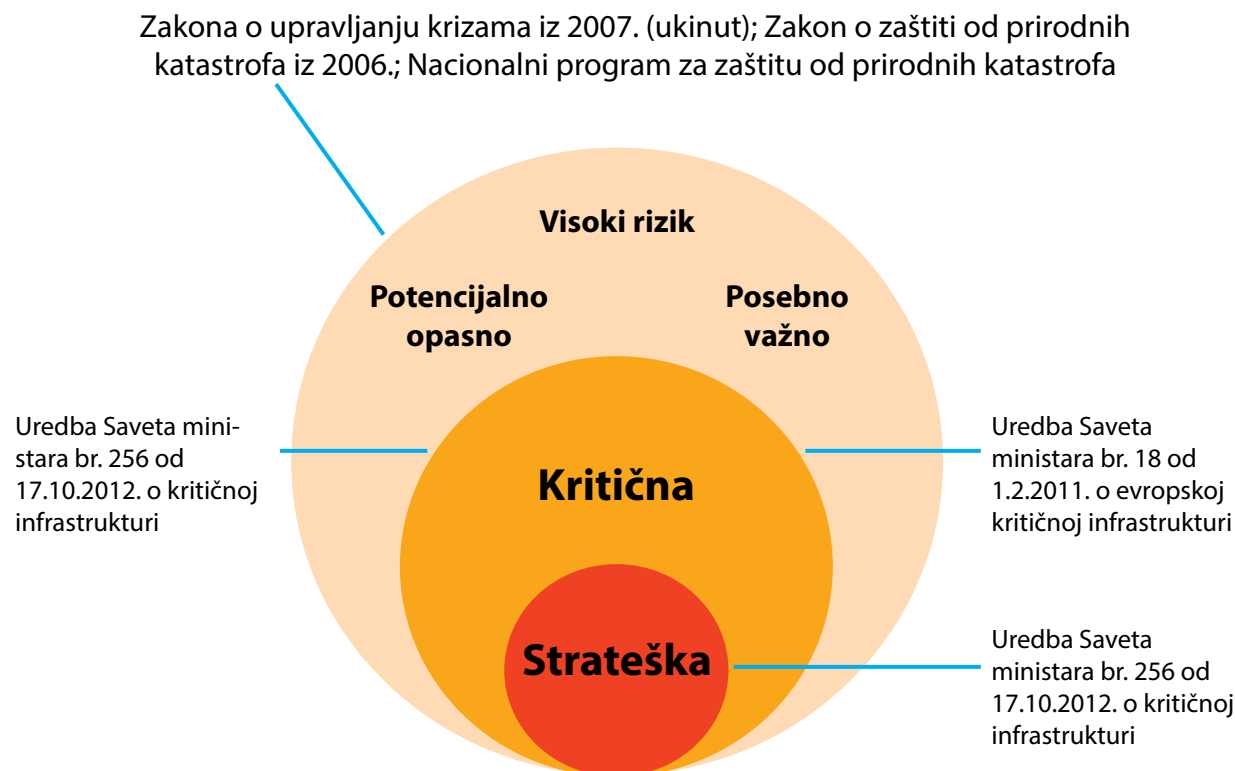 Zakona o upravljanju krizama iz 2007. (ukinut); Zakon o zaštiti od prirodnih
katastrofa iz 2006.; Nacionalni program za zaštitu od prirodnih katastrofa
Visoki rizik
Potencijalno
opasno
Posebno
važno
Uredba Saveta mini-
stara br. 256 od
17.10.2012. o kritičnoj
infrastrukturi
Kritična
Uredba Saveta
ministara br. 18 od
1.2.2011. o evropskoj
kritičnoj infrastrukturi
Strateška
Uredba Saveta
ministara br. 256 od
17.10.2012. o kritičnoj
infrastrukturi